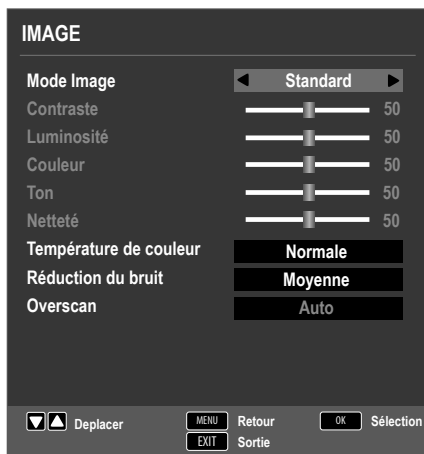 IMAGE
Mode Image Standard
Contraste 50
Luminosité 50
Couleur 50
Ton 50
Netteté 50
Température de couleur Normale
Réduction du bruit Moyenne
Overscan Auto
Deplacer MENU Retour OK Sélection
EXIT Sortie